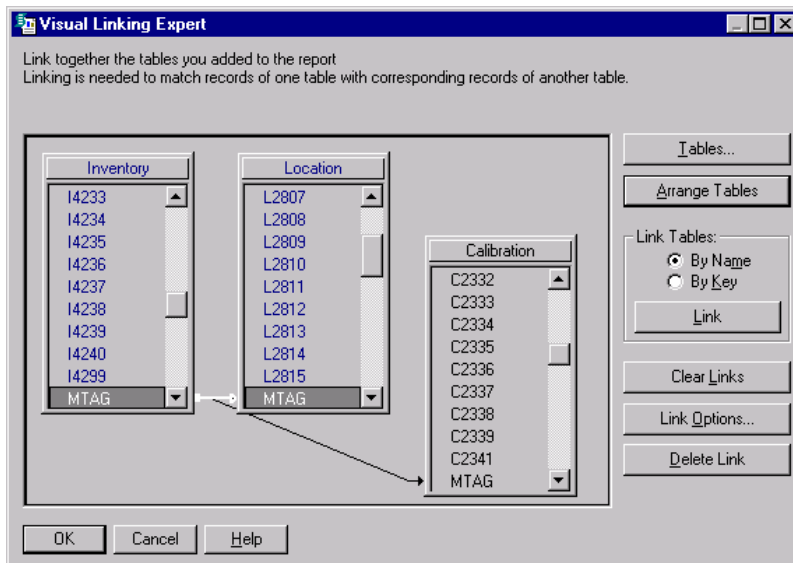 Visual Linking Expert
Link together the tables you added to the report
Linking is needed to match records of one table with corresponding records of another table.
Inventory
I4233
I4234
I4235
I4236
I4237
I4238
I4239
I4240
I4299
MTAG
Location
L2807
L2808
L2809
L2810
L2811
L2812
L2813
L2814
L2815
MTAG
Calibration
C2332
C2333
C2334
C2335
C2336
C2337
C2338
C2339
C2341
MTAG
Tables...
Arrange Tables
Link Tables:
By Name
By Key
Link
Clear Links
Link Options...
Delete Link
OK
Cancel
Help